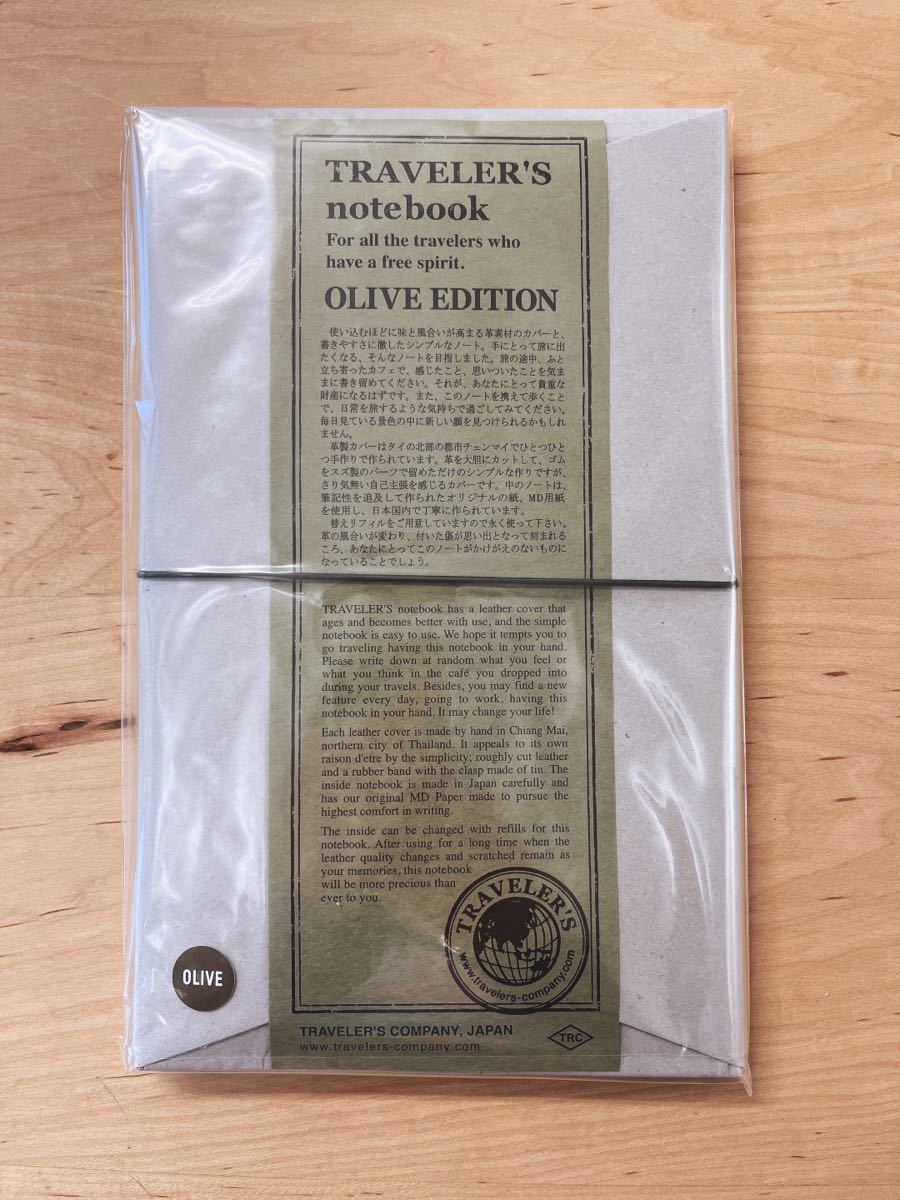 TRAVELER'S
notebook
For all the travelers who
have a free spirit.
OLIVE EDITION
使い込むほどに味と風合いが高まる革素材のカバーと、
書きやすさに徹したシンプルなノート。手にとって旅に出
たくなる、そんなノートを目指しました。旅の途中、ふと
立ち寄ったカフェで、感じたこと、思いついたことを気ま
まに書き留めてください。それが、あなたにとって貴重な
財産になるはずです。また、このノートを携えて歩くこと
で、日常を旅するような気持ちで過ごしてみてください。
毎日見ている景色の中に新しい顔を見つけられるかもしれ
ません。
革製カバーはタイの北部の都市チェンマイでひとつひと
つ手作りで作られています。革を大胆にカットして、ゴム
をスズ製のパーツで留めただけのシンプルな作りですが、
さり気無い自己主張を感じるカバーです。中のノートは、
筆記性を追及して作られたオリジナルの紙、MD用紙
を使用し、日本国内で丁寧に作られています。
替えリフィルをご用意していますので永く使って下さい。
革の風合いが変わり、付いた傷が思い出となって刻まれる
ころ、あなたにとってこのノートがかけがえのないものに
なっていることでしょう。
TRAVELER'S notebook has a leather cover that
ages and becomes better with use, and the simple
notebook is easy to use. We hope it tempts you to
go traveling having this notebook in your hand.
Please write down at random what you feel or
what you think in the café you dropped into
during your travels. Besides, you may find a new
feature every day, going to work, having this
notebook in your hand. It may change your life!
Each leather cover is made by hand in Chiang Mai,
northern city of Thailand. It appeals to its own
raison d'etre by the simplicity; roughly cut leather
and a rubber band with the clasp made of tin. The
inside notebook is made in Japan carefully and
has our original MD Paper made to pursue the
highest comfort in writing.
The inside can be changed with refills for this
notebook. After using for a long time when the
leather quality changes and scratched remain as
your memories, this notebook
will be more precious than
ever to you.
TRAVELER'S
www.travelers-company.com
OLIVE
TRAVELER'S COMPANY, JAPAN
www.travelers-company.com
TRC